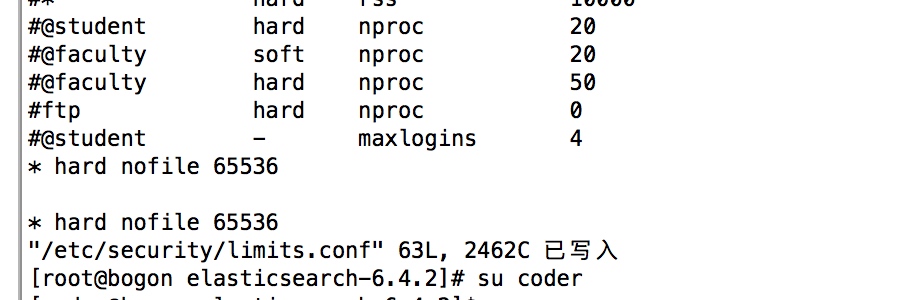 #* hard rss 10000
#@student hard nproc 20
#@faculty soft nproc 20
#@faculty hard nproc 50
#ftp hard nproc 0
#@student - maxlogins 4
* hard nofile 65536
* hard nofile 65536
"/etc/security/limits.conf" 63L, 2462C 已写入
[root@bogon elasticsearch-6.4.2]# su coder